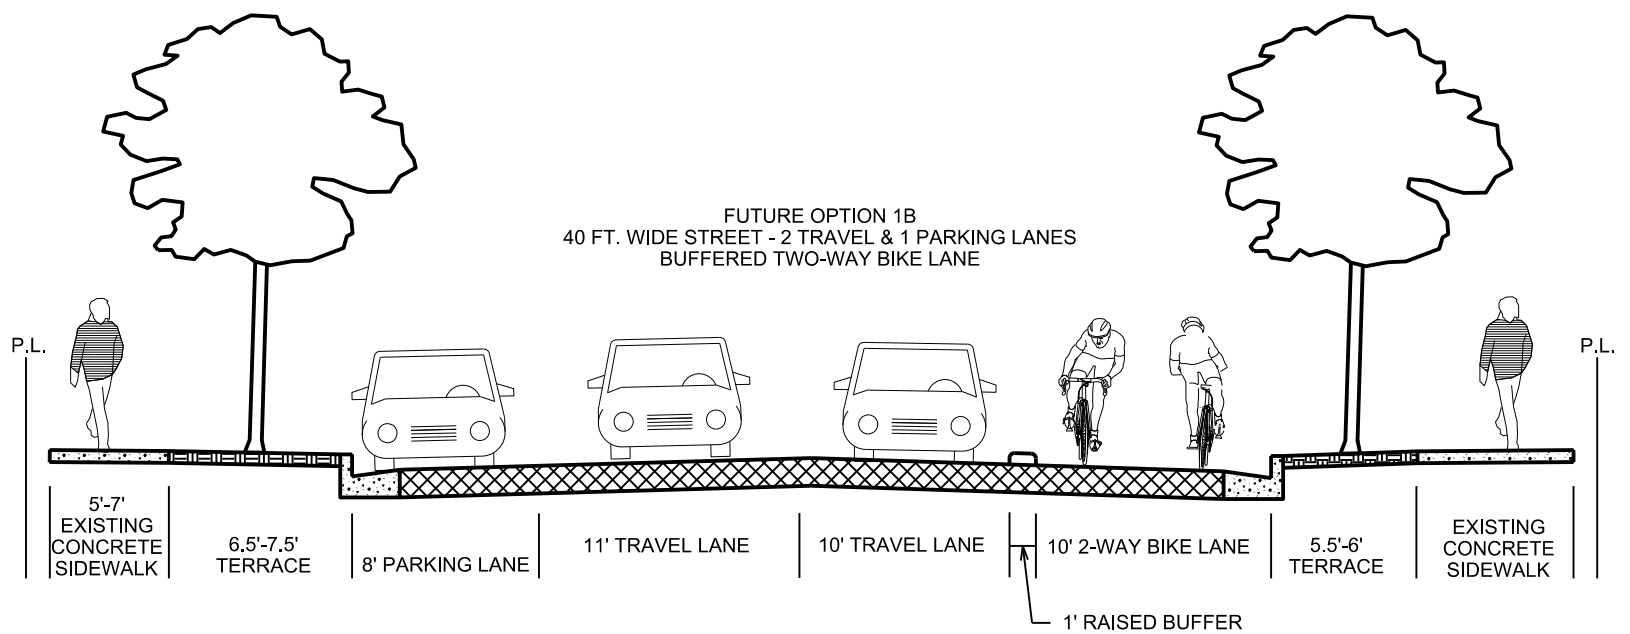 FUTURE OPTION 1B
40 FT. WIDE STREET - 2 TRAVEL & 1 PARKING LANES
BUFFERED TWO-WAY BIKE LANE
P.L.
P.L.
5'-7'
EXISTING
CONCRETE
SIDEWALK
6.5'-7.5'
TERRACE
8' PARKING LANE
11' TRAVEL LANE
10' TRAVEL LANE
10' 2-WAY BIKE LANE
5.5'-6'
TERRACE
EXISTING
CONCRETE
SIDEWALK
1' RAISED BUFFER